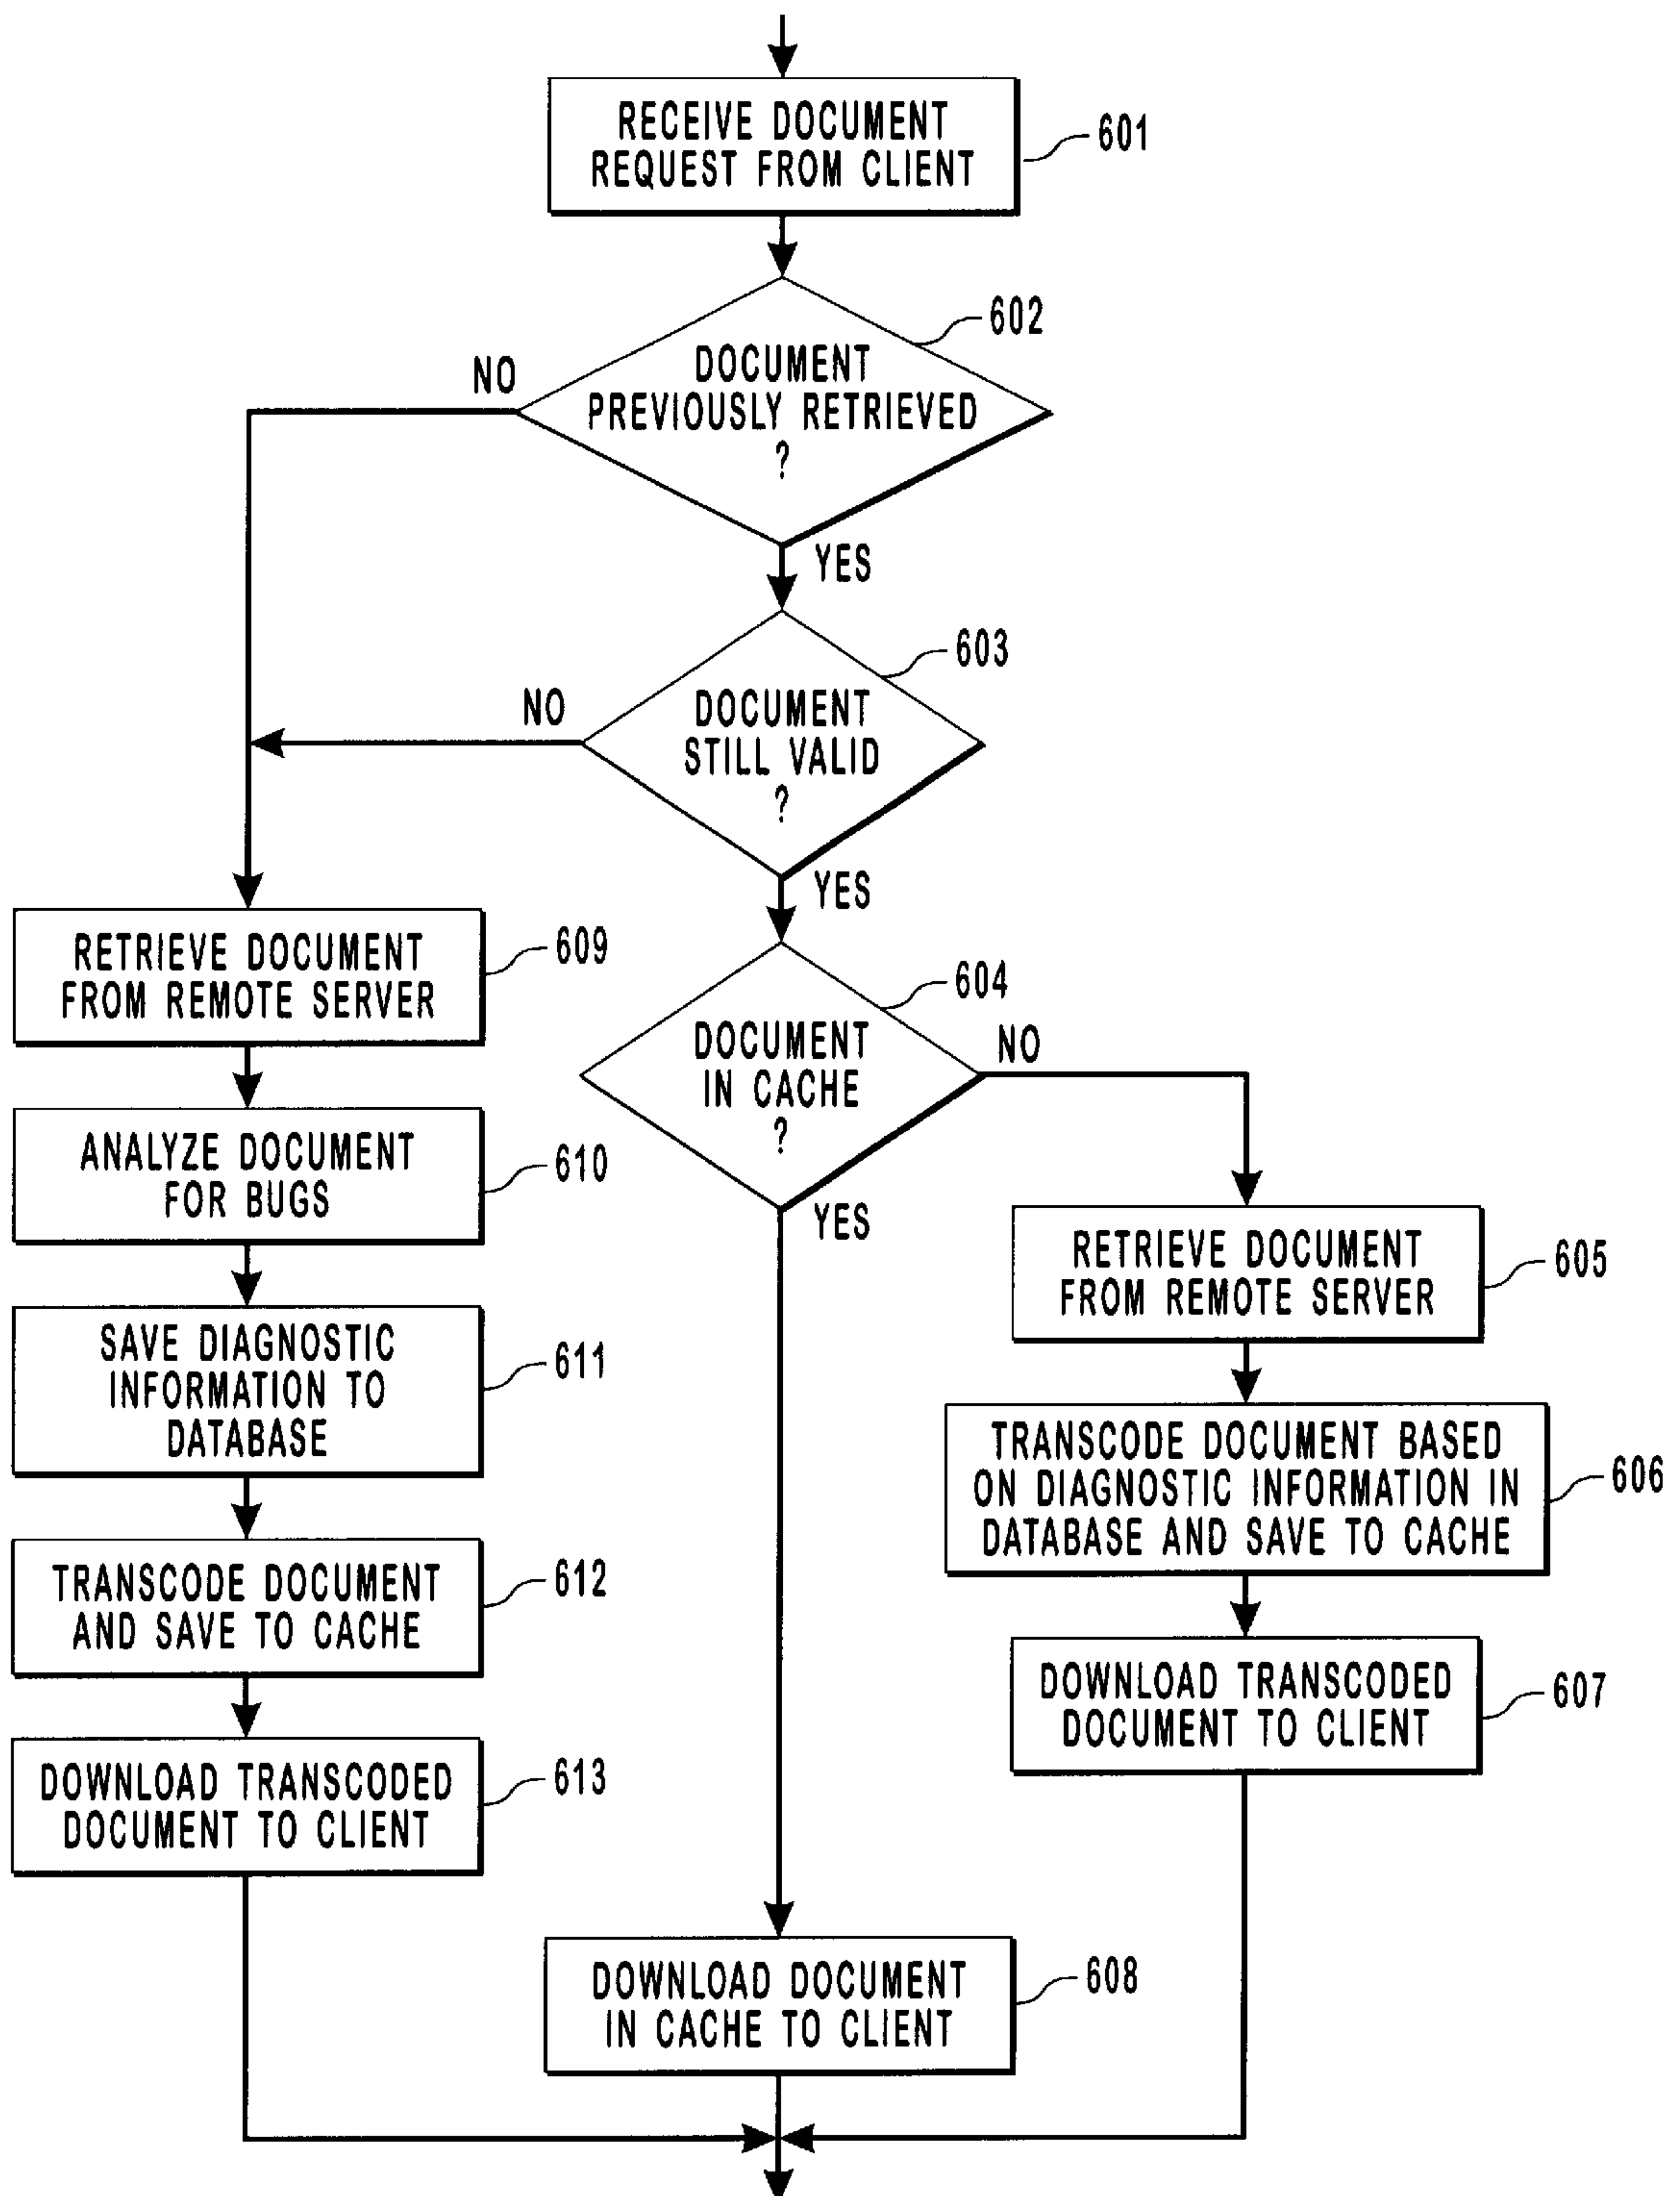 RECEIVE DOCUMENT
REQUEST FROM CLIENT
601
602
DOCUMENT
PREVIOUSLY RETRIEVED
?
NO
YES
603
DOCUMENT
STILL VALID
?
NO
YES
604
DOCUMENT
IN CACHE
?
NO
YES
RETRIEVE DOCUMENT
FROM REMOTE SERVER
609
ANALYZE DOCUMENT
FOR BUGS
610
SAVE DIAGNOSTIC
INFORMATION TO
DATABASE
611
TRANSCODE DOCUMENT
AND SAVE TO CACHE
612
DOWNLOAD TRANSCODED
DOCUMENT TO CLIENT
613
RETRIEVE DOCUMENT
FROM REMOTE SERVER
605
TRANSCODE DOCUMENT BASED
ON DIAGNOSTIC INFORMATION IN
DATABASE AND SAVE TO CACHE
606
DOWNLOAD TRANSCODED
DOCUMENT TO CLIENT
607
DOWNLOAD DOCUMENT
IN CACHE TO CLIENT
608